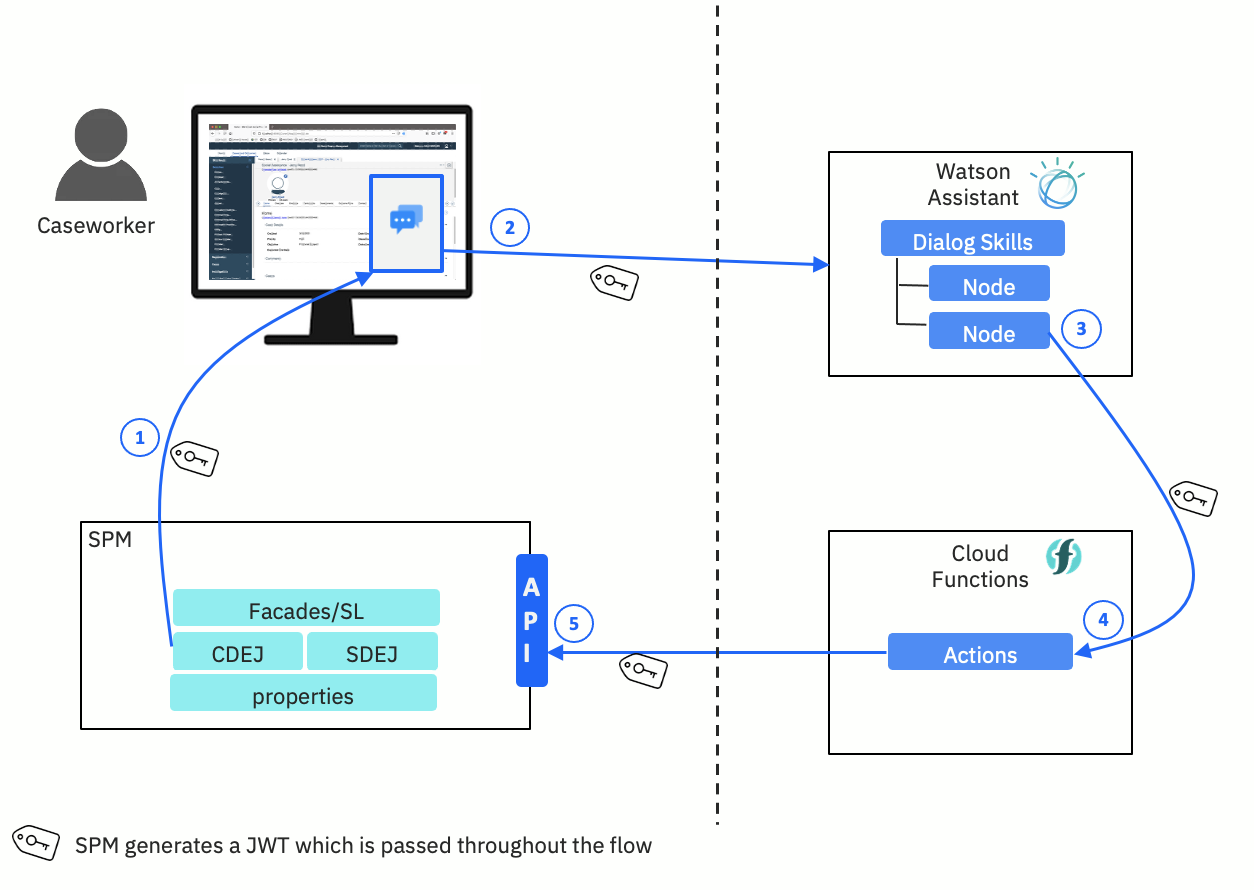 Caseworker
2
Watson
Assistant
Dialog Skills
Node
Node
3
1
SPM
Facades/SL
CDEJ
SDEJ
properties
A
P
I
5
Cloud
Functions
4
Actions
SPM generates a JWT which is passed throughout the flow